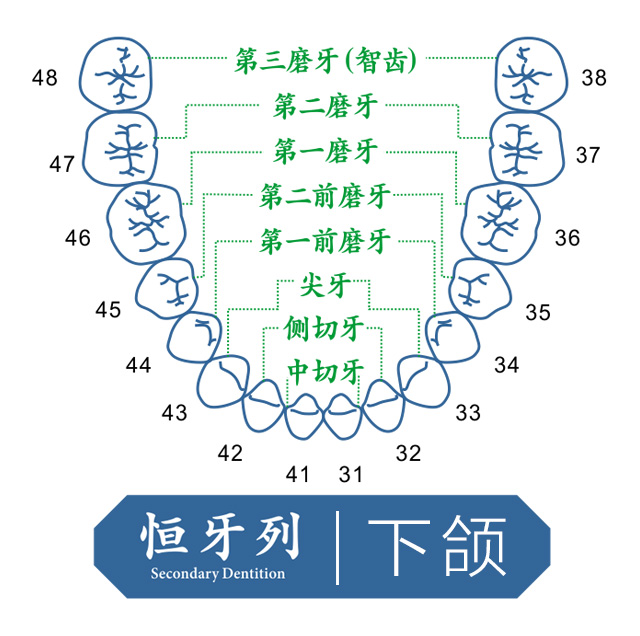 48 第三磨牙(智齿) 38
47 第二磨牙 37
第一磨牙
46 第二前磨牙 36
第一前磨牙
45 尖牙 35
侧切牙
44 中切牙 34
43 33
42 32
41 31
恒牙列 下颌
Secondary Dentition